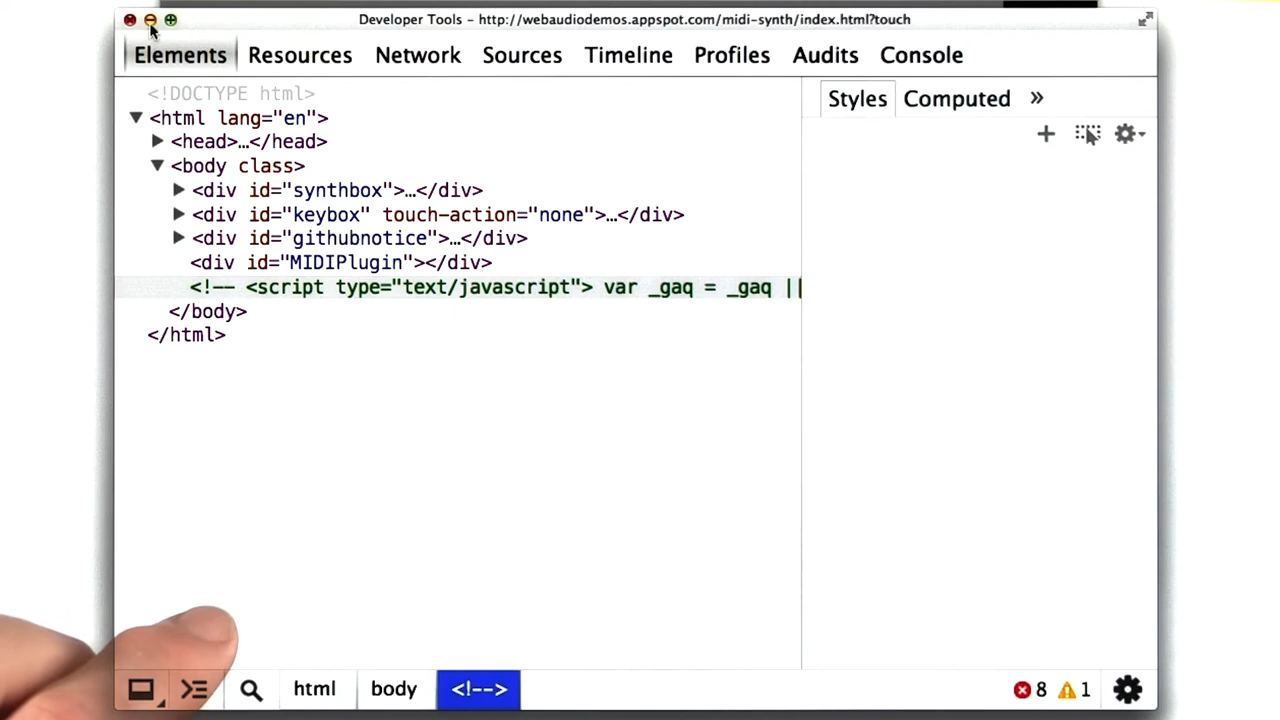 Developer Tools - http://webaudiodemos.appspot.com/midi-synth/index.html?touch
Elements Resources Network Sources Timeline Profiles Audits Console
<!DOCTYPE html>
▼ <html lang="en">
▶ <head>…</head>
▼ <body class>
▶ <div id="synthbox">…</div>
▶ <div id="keybox" touch-action="none">…</div>
▶ <div id="githubnotice">…</div>
<div id="MIDIPlugin"></div>
<!-- <script type="text/javascript"> var _gaq = _gaq ||
</body>
</html>
Styles Computed »
html body <!-->
8 1